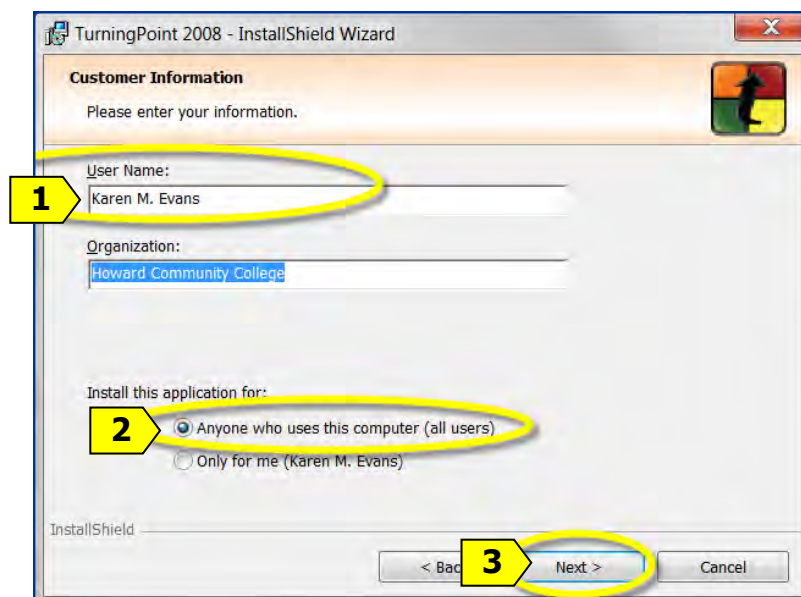 TurningPoint 2008 - InstallShield Wizard
X
Customer Information
Please enter your information.
User Name:
1
Karen M. Evans
Organization:
Howard Community College
Install this application for:
2
Anyone who uses this computer (all users)
Only for me (Karen M. Evans)
InstallShield
< Bac
3
Next >
Cancel